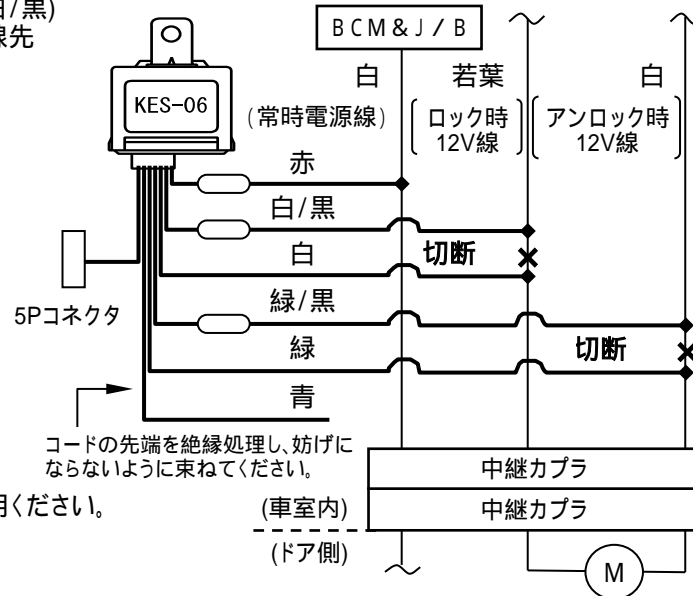 白/黒)
線先
BCM&J/B
KES-06
白
若葉
白
(常時電源線)
ロック時
12V線
アンロック時
12V線
赤
白/黒
白
切断
緑/黒
緑
切断
青
5Pコネクタ
コードの先端を絶縁処理し、妨げに
ならないように束ねてください。
中継カプラ
用ください。
(車室内)
中継カプラ
(ドア側)
M